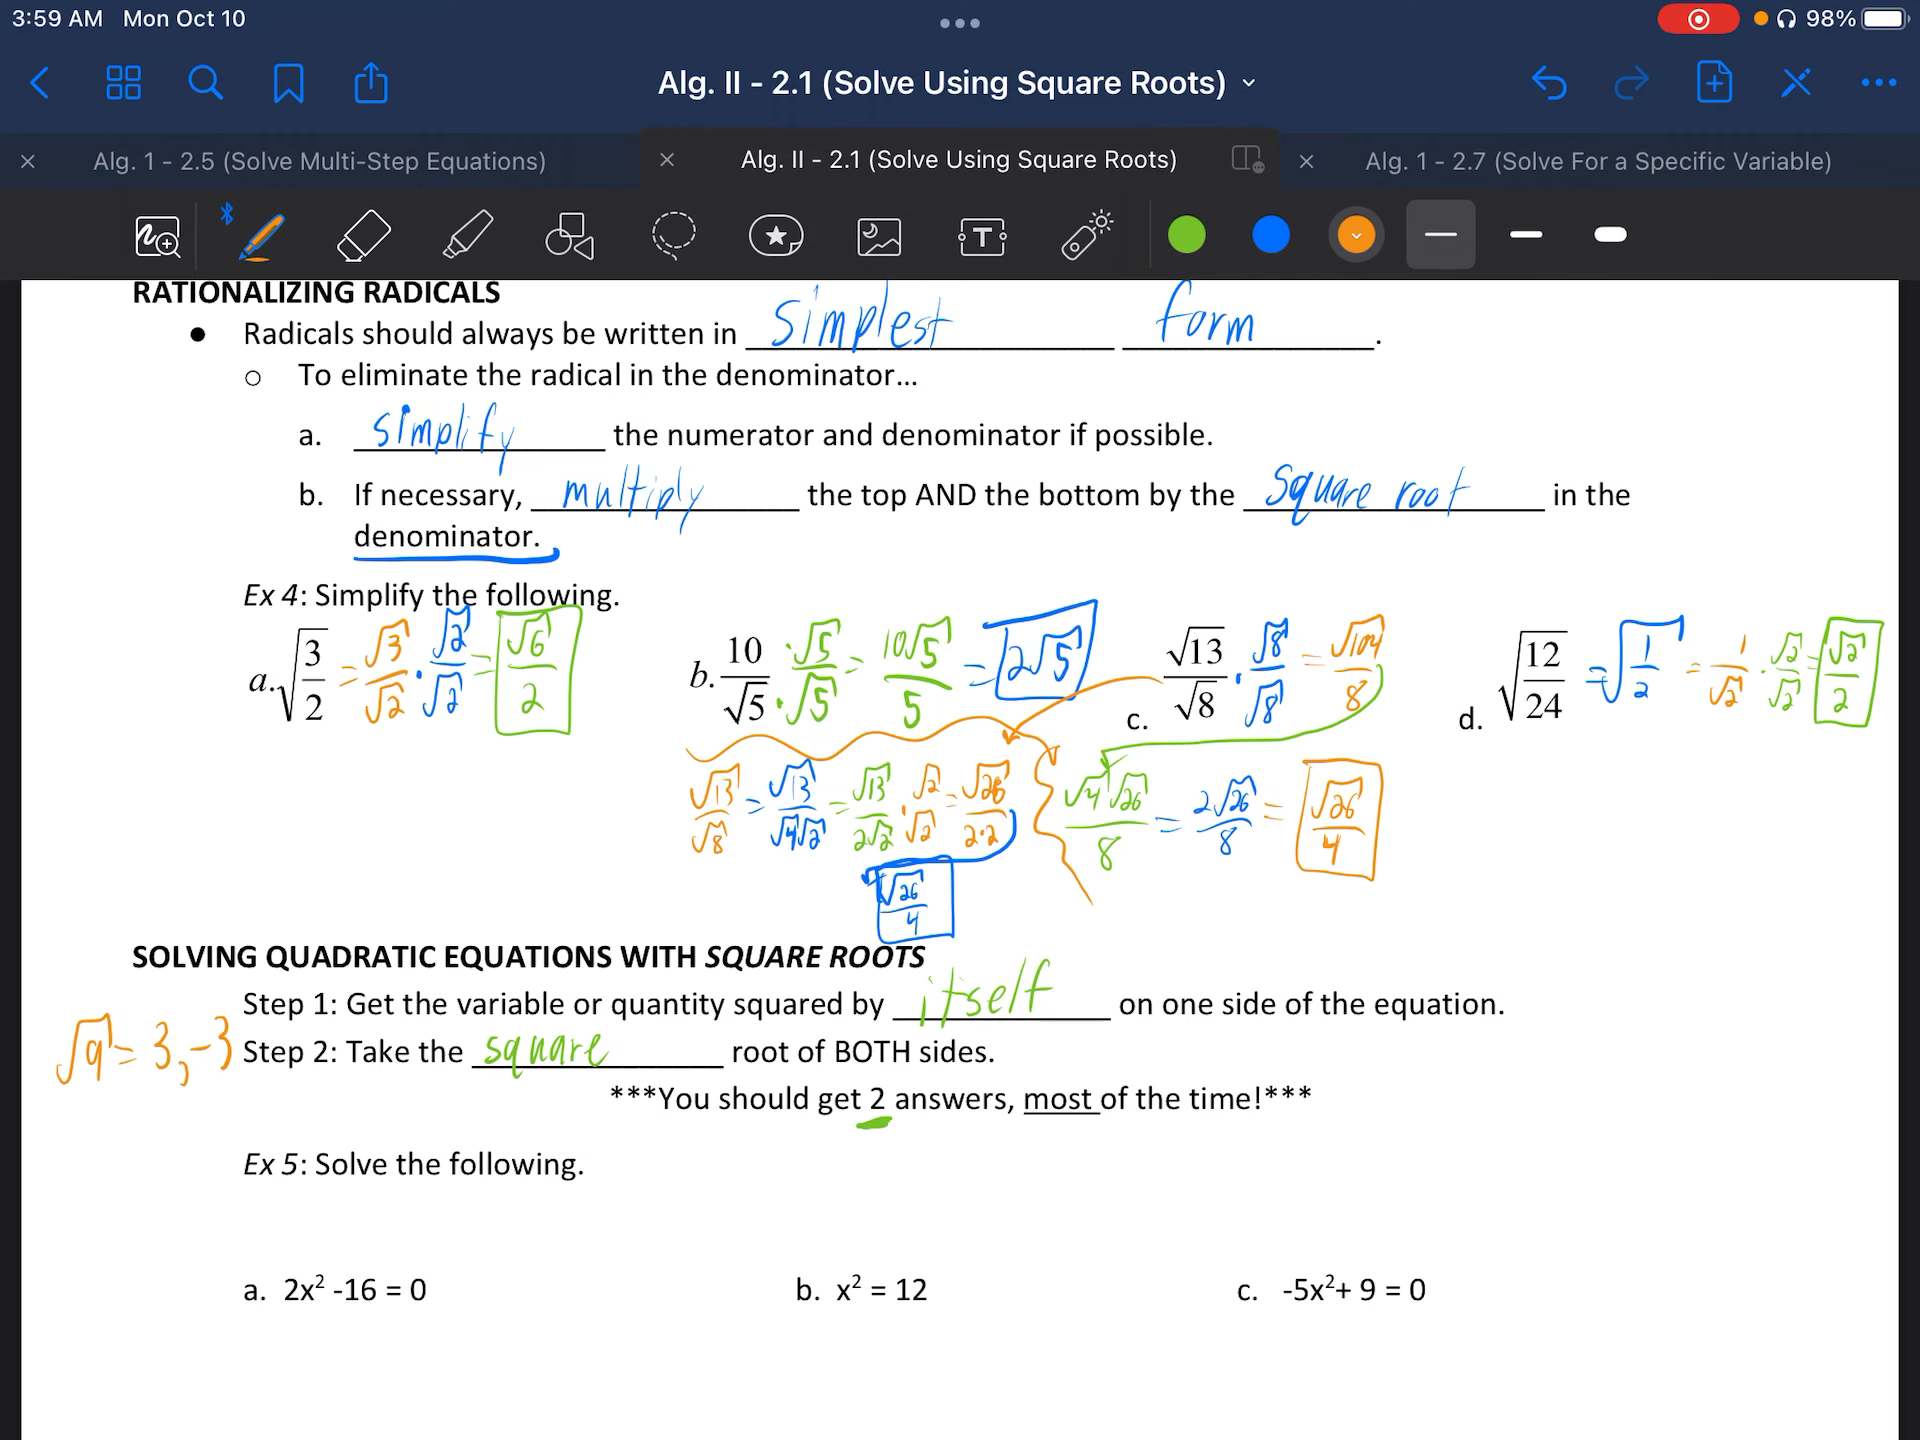 3:59 AM Mon Oct 10 98%
Alg. II - 2.1 (Solve Using Square Roots)
Alg. 1 - 2.5 (Solve Multi-Step Equations) Alg. II - 2.1 (Solve Using Square Roots) Alg. 1 - 2.7 (Solve For a Specific Variable)
RATIONALIZING RADICALS
● Radicals should always be written in simplest form.
○ To eliminate the radical in the denominator...
a. simplify the numerator and denominator if possible.
b. If necessary, multiply the top AND the bottom by the square root in the
denominator.
Ex 4: Simplify the following.
a. √(3/2) = √3/√2 · √2/√2 = √6/2
b. 10/√5 · √5/√5 = 10√5/5 = 2√5
c. √13/√8 · √8/√8 = √104/8
d. √(12/24) = √(1/2) = 1/√2 · √2/√2 = √2/2
√13/√8 = √13/√4√2 = √13/2√2 · √2/√2 = √26/2·2
√4√26/8 = 2√26/8 = √26/4
√26/4
SOLVING QUADRATIC EQUATIONS WITH SQUARE ROOTS
Step 1: Get the variable or quantity squared by itself on one side of the equation.
√9 = 3, -3
Step 2: Take the square root of BOTH sides.
***You should get 2 answers, most of the time!***
Ex 5: Solve the following.
a. 2x² -16 = 0 b. x² = 12 c. -5x²+ 9 = 0